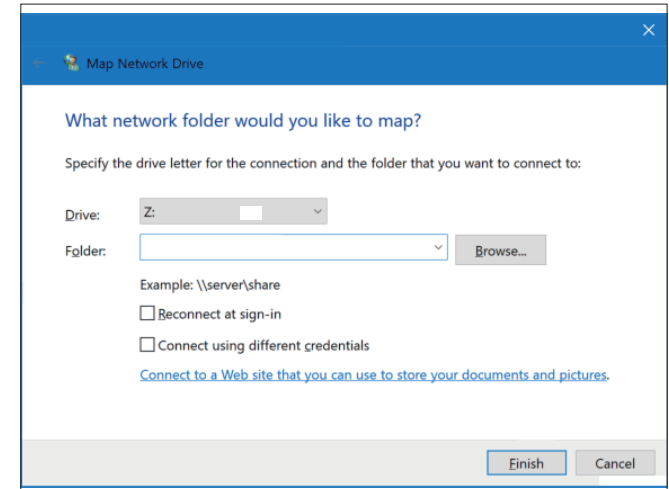 Map Network Drive
What network folder would you like to map?
Specify the drive letter for the connection and the folder that you want to connect to:
Drive: Z:
Folder: Browse...
Example: \\server\share
Reconnect at sign-in
Connect using different credentials
Connect to a Web site that you can use to store your documents and pictures.
Finish Cancel